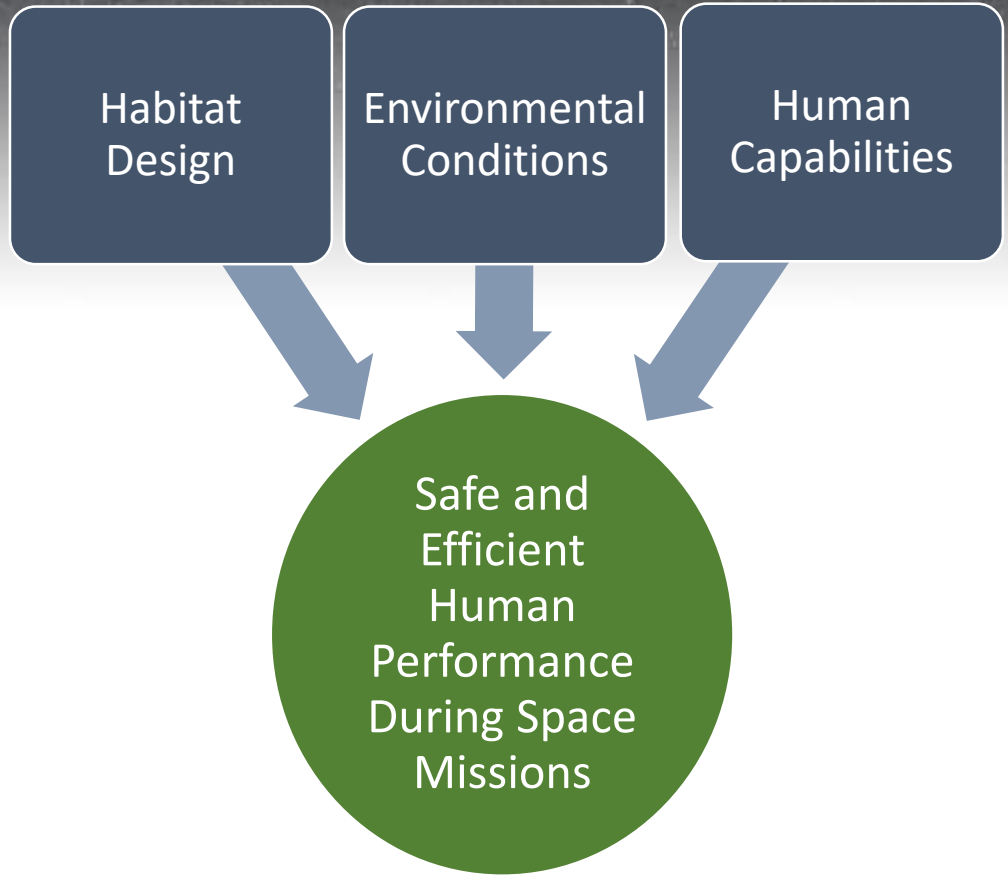 Habitat
Design
Environmental
Conditions
Human
Capabilities
Safe and
Efficient
Human
Performance
During Space
Missions